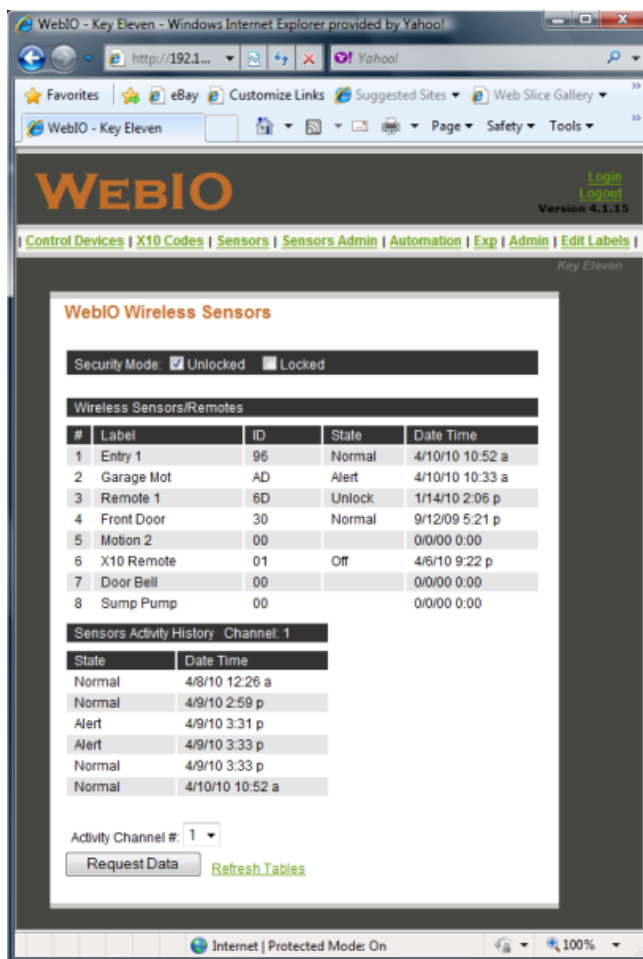 WebIO - Key Eleven - Windows Internet Explorer provided by Yahoo!
http://192.1... Yahoo!
Favorites eBay Customize Links Suggested Sites Web Slice Gallery
WebIO - Key Eleven Page Safety Tools
WEBIO
Login
Logout
Version 4.1.15
| Control Devices | X10 Codes | Sensors | Sensors Admin | Automation | Exp | Admin | Edit Labels |
Key Eleven
WebIO Wireless Sensors
Security Mode: Unlocked Locked
Wireless Sensors/Remotes
# Label ID State Date Time
1 Entry 1 96 Normal 4/10/10 10:52 a
2 Garage Mot AD Alert 4/10/10 10:33 a
3 Remote 1 6D Unlock 1/14/10 2:06 p
4 Front Door 30 Normal 9/12/09 5:21 p
5 Motion 2 00 0/0/00 0:00
6 X10 Remote 01 Off 4/6/10 9:22 p
7 Door Bell 00 0/0/00 0:00
8 Sump Pump 00 0/0/00 0:00
Sensors Activity History Channel: 1
State Date Time
Normal 4/8/10 12:26 a
Normal 4/9/10 2:59 p
Alert 4/9/10 3:31 p
Alert 4/9/10 3:33 p
Normal 4/9/10 3:33 p
Normal 4/10/10 10:52 a
Activity Channel #: 1
Request Data Refresh Tables
Internet | Protected Mode: On 100%